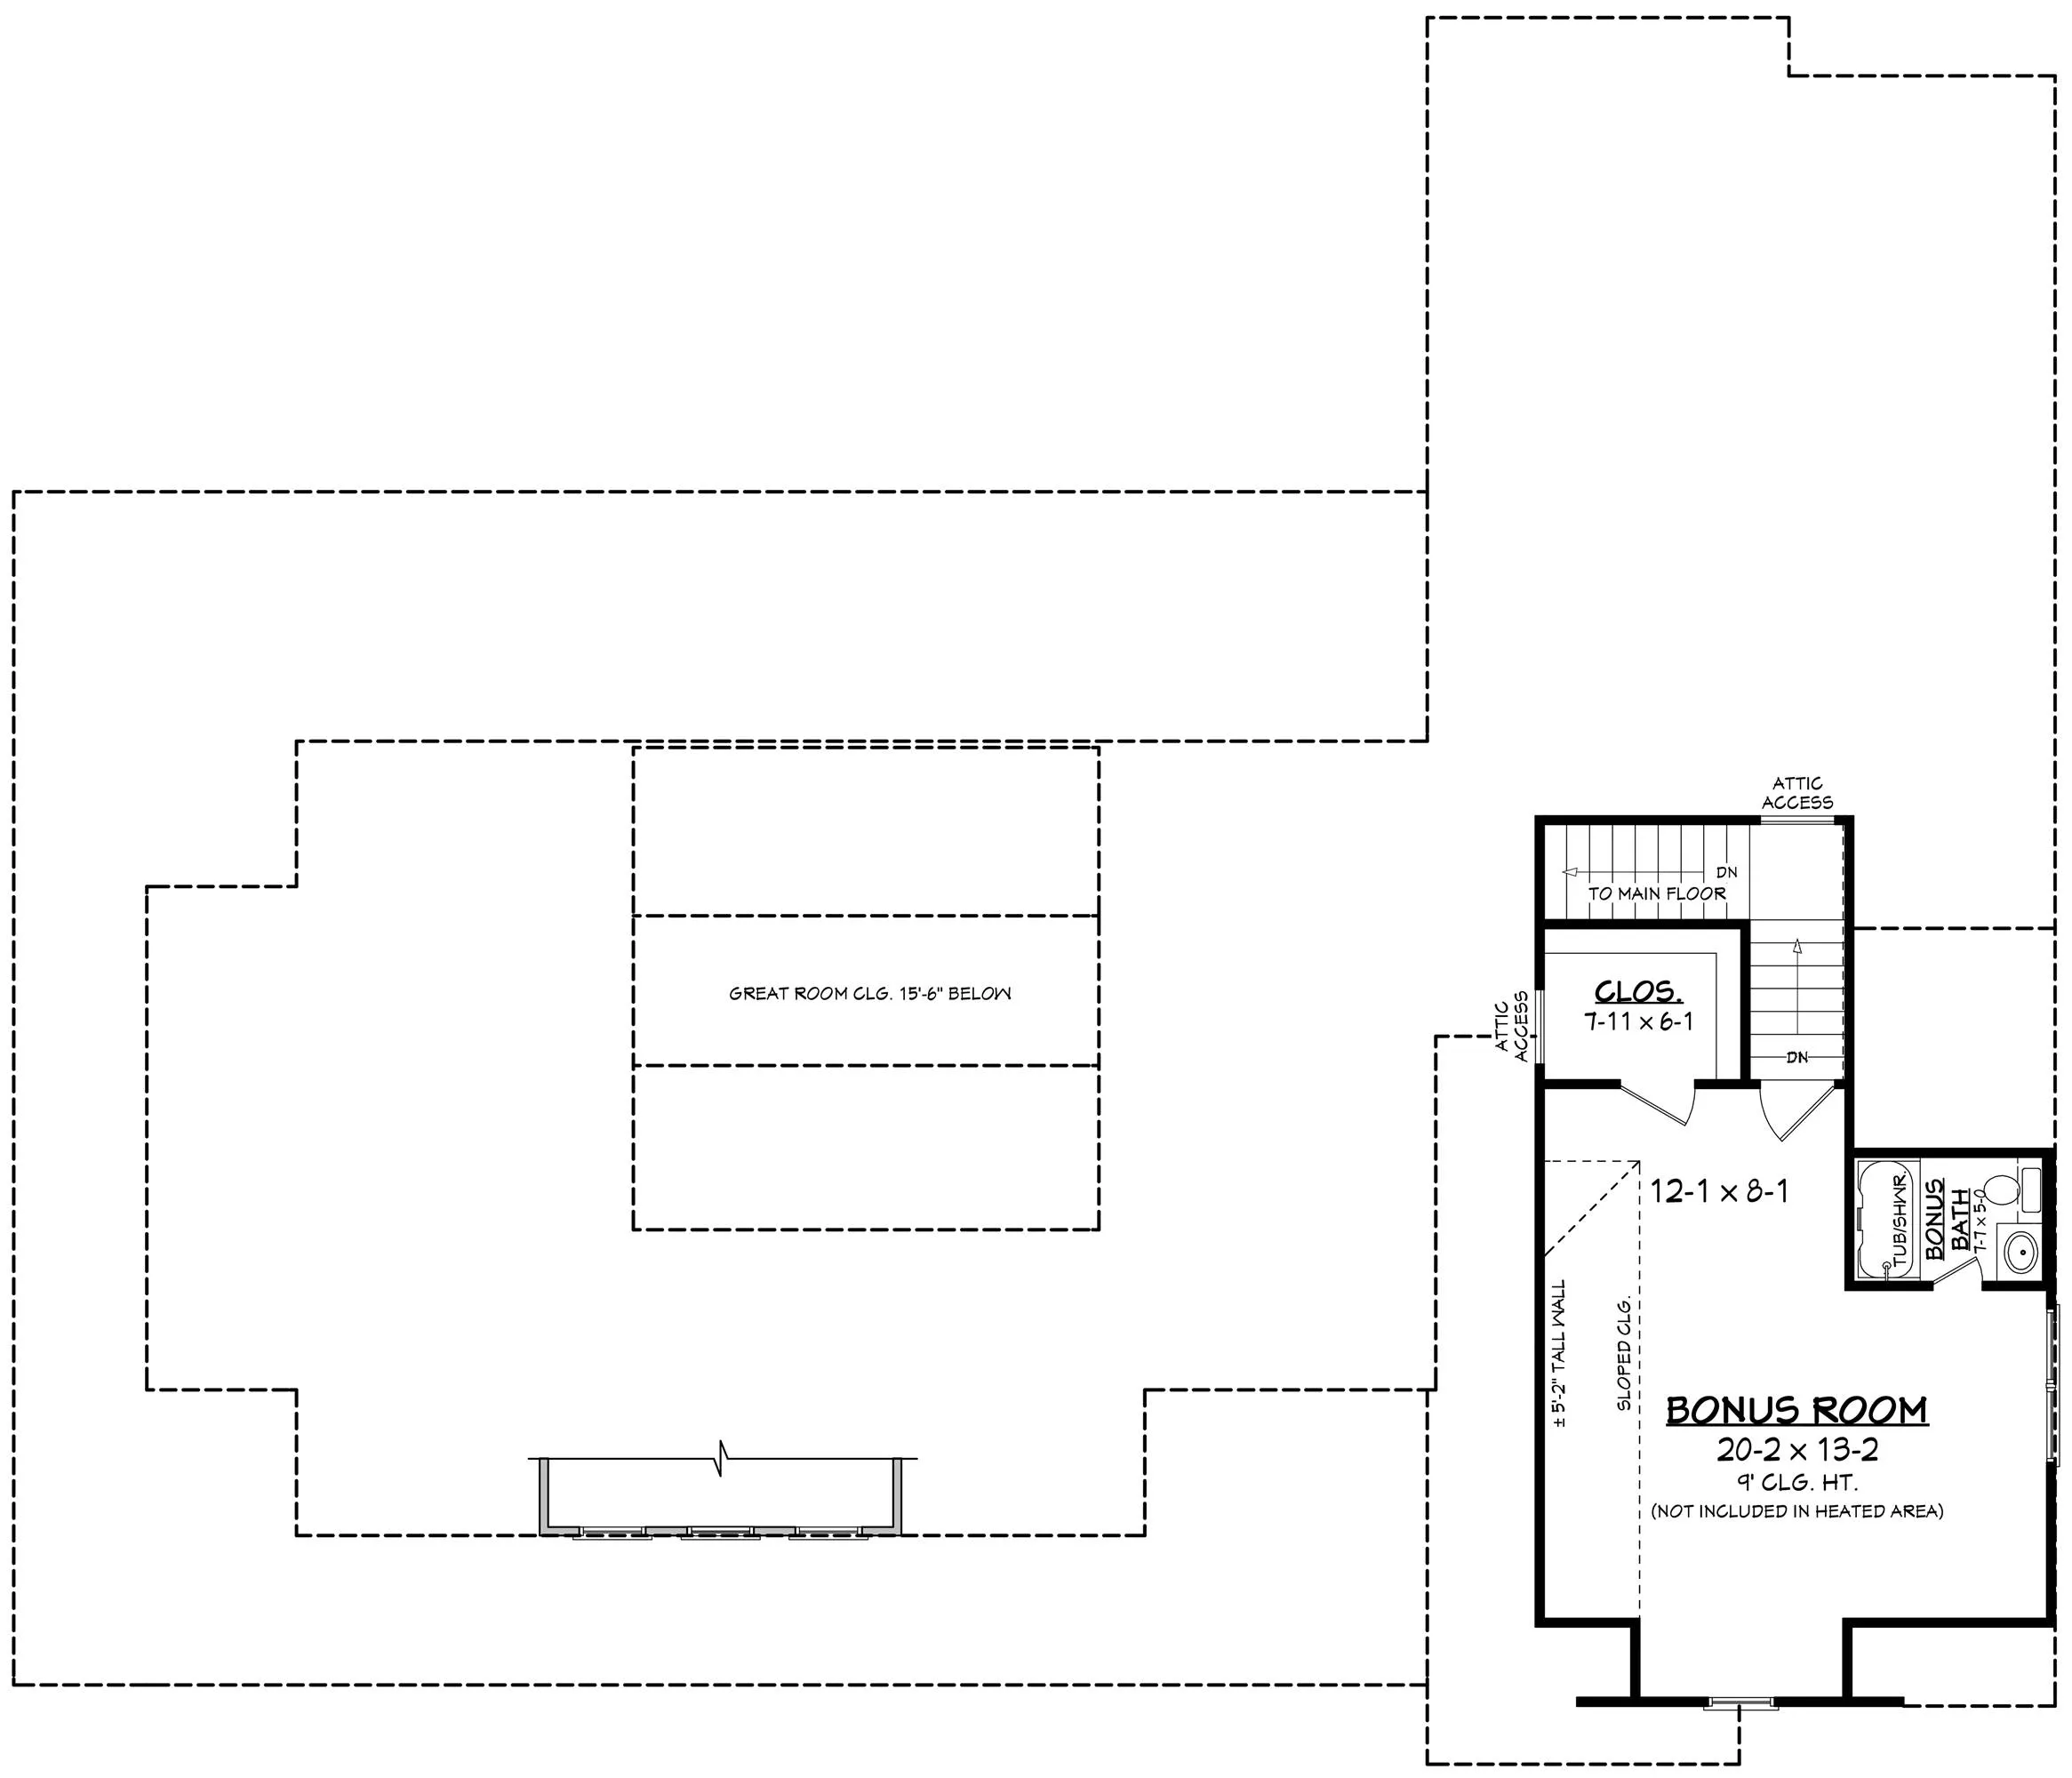 ATTIC
ACCESS
DN
TO MAIN FLOOR
GREAT ROOM CLG. 15'-6" BELOW
CLOS.
7-11 x 6-1
ATTIC
ACCESS
DN
12-1 x 8-1
TUB/SHWR.
BONUS
BATH
7-7 x 5-0
± 5'-2" TALL WALL
SLOPED CLG.
BONUS ROOM
20-2 x 13-2
9' CLG. HT.
(NOT INCLUDED IN HEATED AREA)